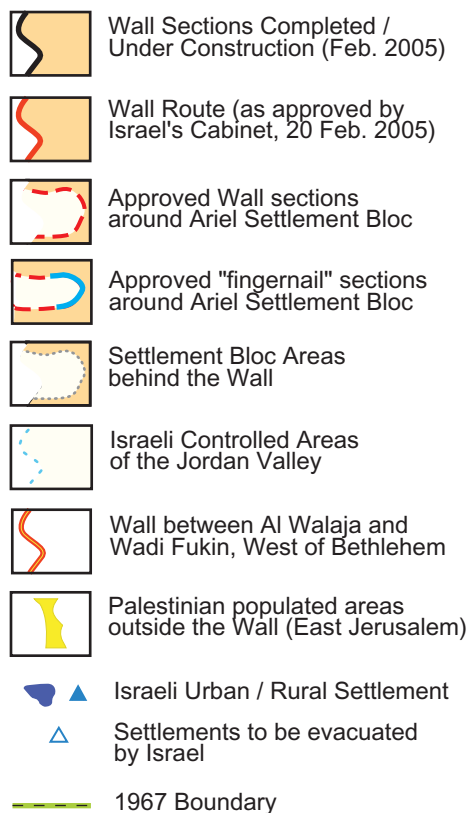 Wall Sections Completed /
Under Construction (Feb. 2005)
Wall Route (as approved by
Israel's Cabinet, 20 Feb. 2005)
Approved Wall sections
around Ariel Settlement Bloc
Approved "fingernail" sections
around Ariel Settlement Bloc
Settlement Bloc Areas
behind the Wall
Israeli Controlled Areas
of the Jordan Valley
Wall between Al Walaja and
Wadi Fukin, West of Bethlehem
Palestinian populated areas
outside the Wall (East Jerusalem)
Israeli Urban / Rural Settlement
Settlements to be evacuated
by Israel
1967 Boundary